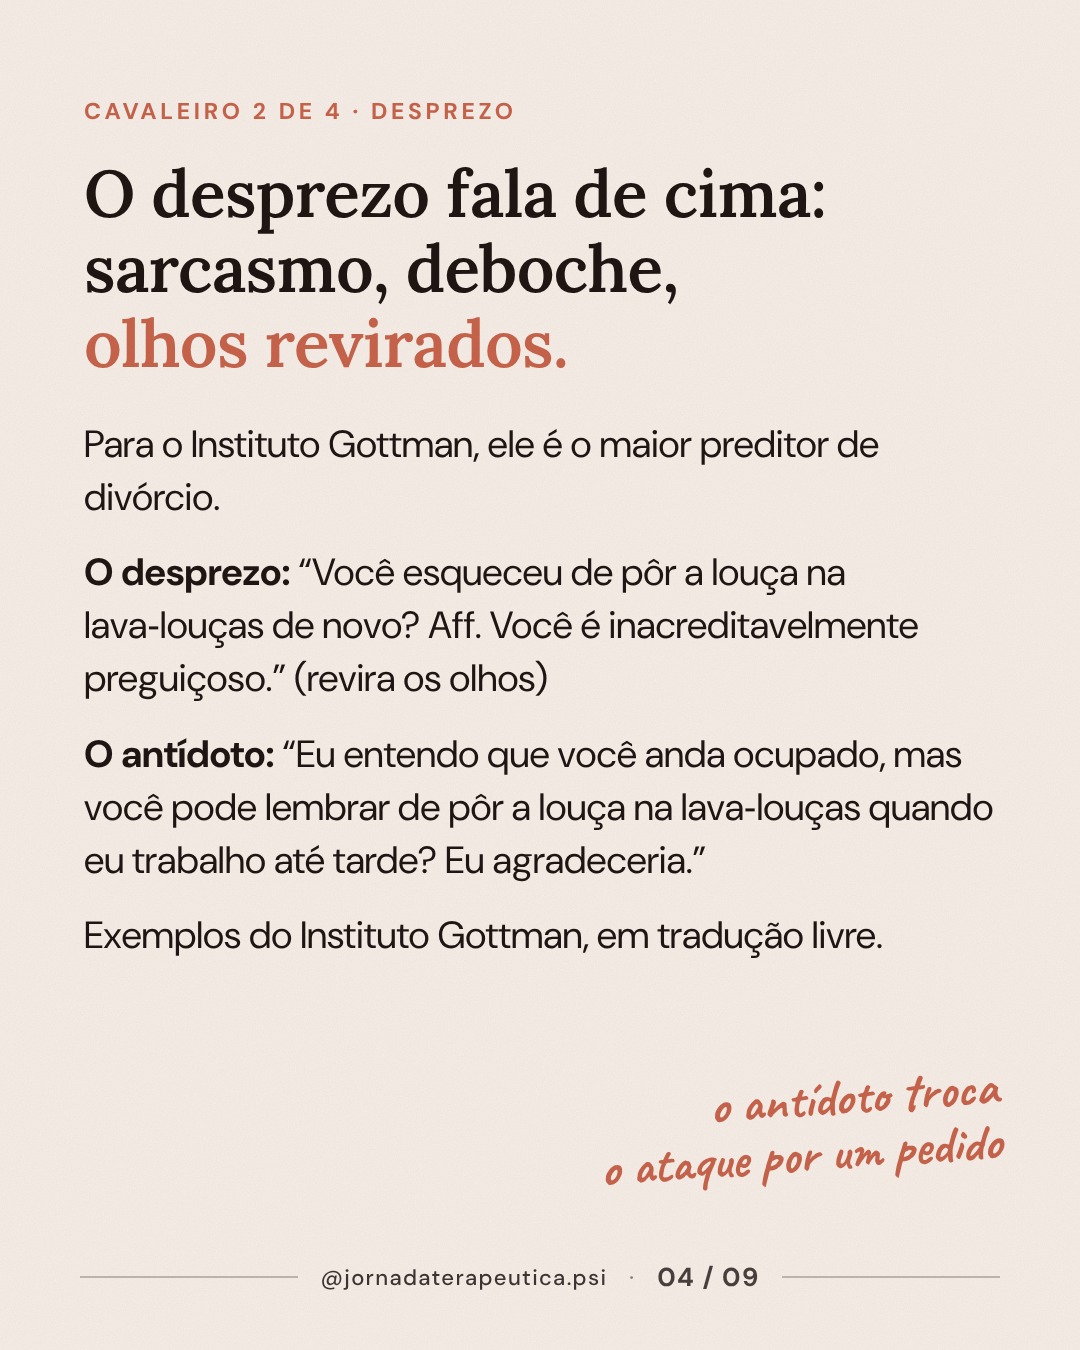 CAVALEIRO 2 DE 4 · DESPREZO
O desprezo fala de cima:
sarcasmo, deboche,
olhos revirados.
Para o Instituto Gottman, ele é o maior preditor de
divórcio.
O desprezo: “Você esqueceu de pôr a louça na
lava-louças de novo? Aff. Você é inacreditavelmente
preguiçoso.” (revira os olhos)
O antídoto: “Eu entendo que você anda ocupado, mas
você pode lembrar de pôr a louça na lava-louças quando
eu trabalho até tarde? Eu agradeceria.”
Exemplos do Instituto Gottman, em tradução livre.
o antídoto troca
o ataque por um pedido
@jornadaterapeutica.psi · 04 / 09